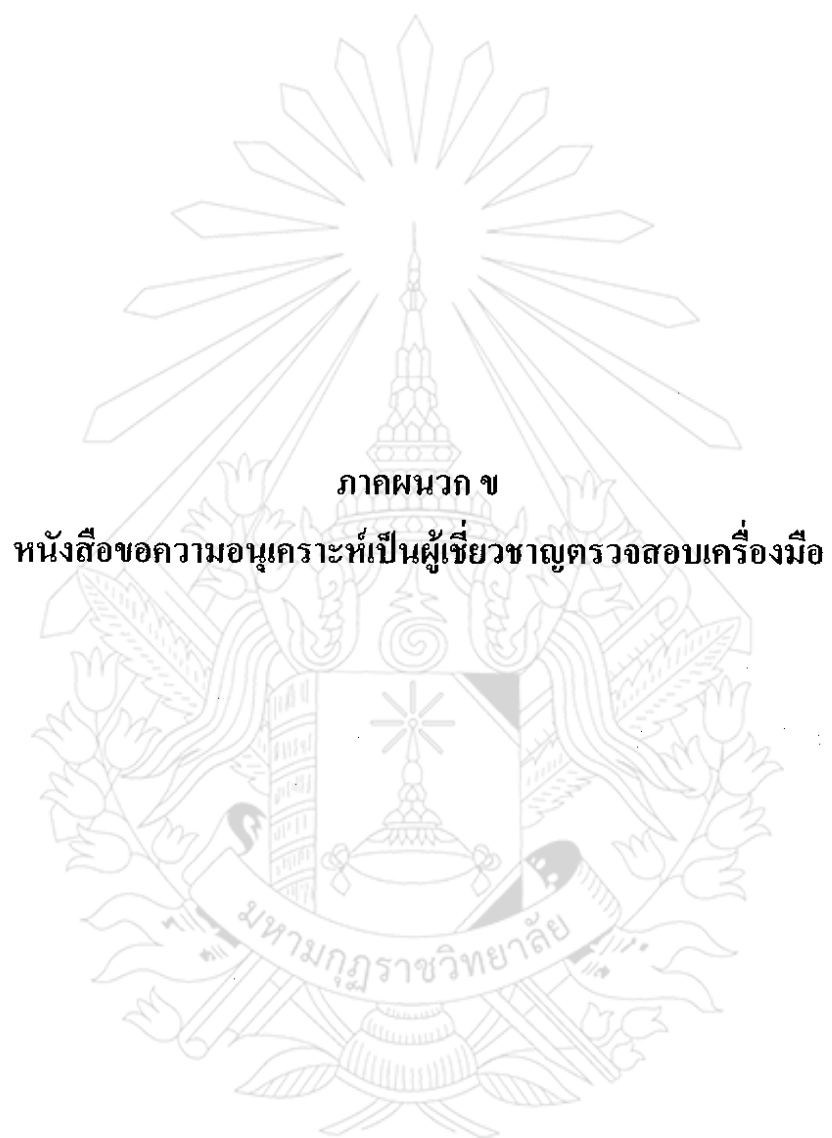 ภาคผนวก ข
หนังสือขอความอนุเคราะห์เป็นผู้เชี่ยวชาญตรวจสอบเครื่องมือ
มหามกุฏราชวิทยาลัย